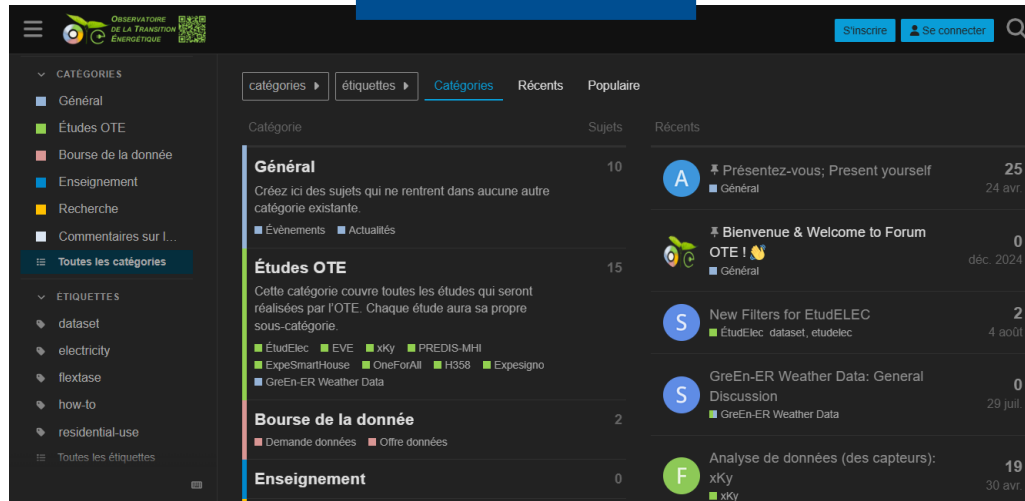 OBSERVATOIRE
DE LA TRANSITION
ÉNERGÉTIQUE
S'inscrire
Se connecter
CATÉGORIES
Général
Études OTE
Bourse de la donnée
Enseignement
Recherche
Commentaires sur l...
Toutes les catégories
ÉTIQUETTES
dataset
electricity
flextase
how-to
residential-use
Toutes les étiquettes
catégories
étiquettes
Catégories
Récents
Populaire
Catégorie
Sujets
Général
10
Créez ici des sujets qui ne rentrent dans aucune autre
catégorie existante.
Évènements Actualités
Études OTE
15
Cette catégorie couvre toutes les études qui seront
réalisées par l'OTE. Chaque étude aura sa propre
sous-catégorie.
ÉtudElec EVE xKy PREDIS-MHI
ExpeSmartHouse OneForAll H358 Expesigno
GreEn-ER Weather Data
Bourse de la donnée
2
Demande données Offre données
Enseignement
0
Récents
A
Présentez-vous; Present yourself
25
Général
24 avr.
Bienvenue & Welcome to Forum
OTE !
0
Général
déc. 2024
S
New Filters for EtudELEC
2
ÉtudElec dataset, etudelec
4 août
S
GreEn-ER Weather Data: General
Discussion
0
GreEn-ER Weather Data
29 juil.
F
Analyse de données (des capteurs):
xKy
19
xKy
30 avr.